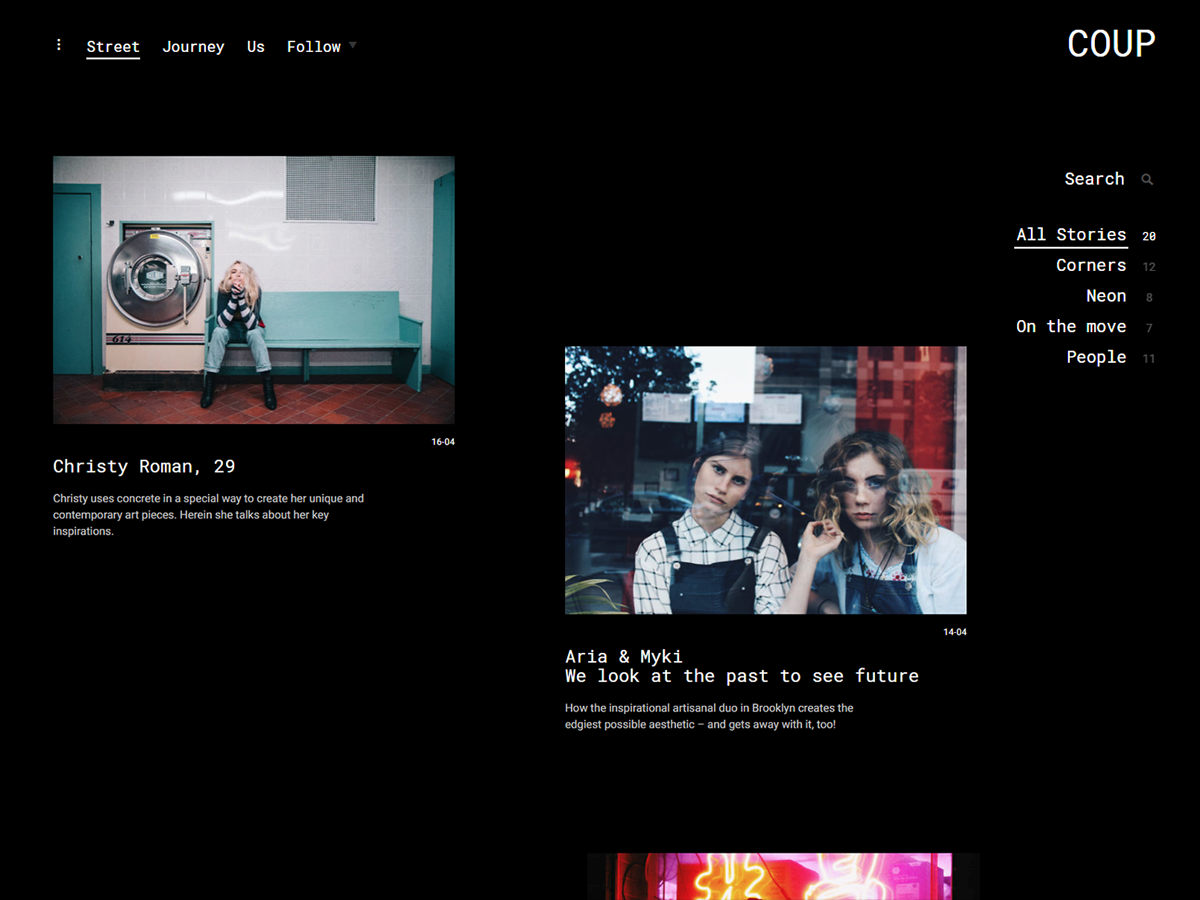 Street Journey Us Follow
COUP
Search
All Stories 20
Corners 12
Neon 8
On the move 7
People 11
614
16-04
Christy Roman, 29
Christy uses concrete in a special way to create her unique and
contemporary art pieces. Herein she talks about her key
inspirations.
14-04
Aria & Myki
We look at the past to see future
How the inspirational artisanal duo in Brooklyn creates the
edgiest possible aesthetic – and gets away with it, too!